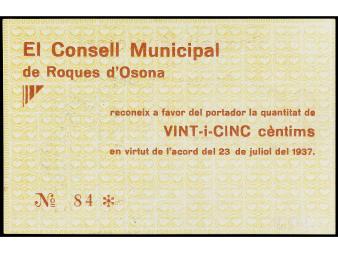 El Consell Municipal
de Roques d'Osona
reconeix a favor del portador la quantitat de
VINT-i-CINC cèntims
en virtut de l'acord del 23 de juliol del 1937.
No 84 *